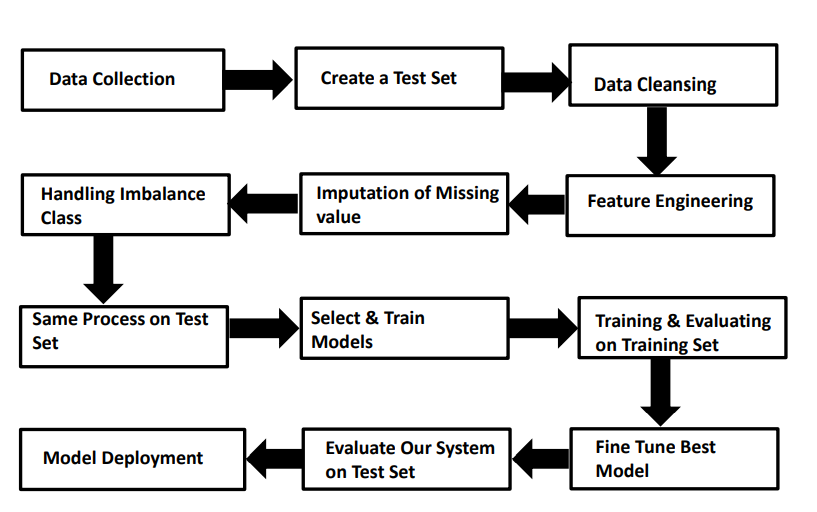 Data Collection
Create a Test Set
Data Cleansing
Feature Engineering
Imputation of Missing
value
Handling Imbalance
Class
Same Process on Test
Set
Select & Train
Models
Training & Evaluating
on Training Set
Fine Tune Best
Model
Evaluate Our System
on Test Set
Model Deployment